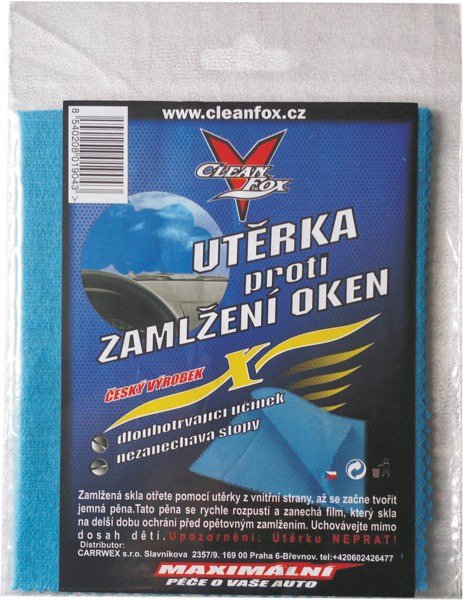 www.cleanfox.cz
8 540208 019043 >
CLEAN FOX
UTĚRKA
proti
ZAMLŽENÍ OKEN
X
ČESKÝ VÝROBEK
dlouhotrvající účinek
nezanechává stopy
Zamlžená skla otřete pomocí utěrky z vnitřní strany, až se začne tvořit
jemná pěna.Tato pěna se rychle rozpustí a zanechá film, který skla
na delší dobu ochrání před opětovným zamlžením. Uchovávejte mimo
dosah dětí. Upozornění: Utěrku NEPRAT!
Distributor:
CARRWEX s.r.o. Slavníkova 2357/9. 169 00 Praha 6-Břevnov. tel:+420602426477
MAXIMÁLNÍ
PÉČE O VAŠE AUTO